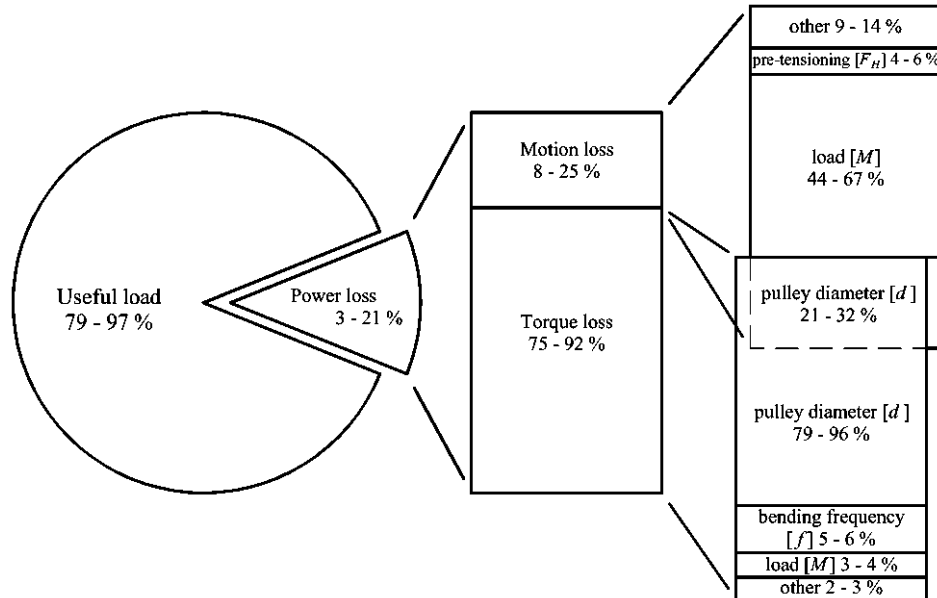 Useful load
79 - 97 %
Power loss
3 - 21 %
Motion loss
8 - 25 %
Torque loss
75 - 92 %
other 9 - 14 %
pre-tensioning [F_H] 4 - 6 %
load [M]
44 - 67 %
pulley diameter [d]
21 - 32 %
pulley diameter [d]
79 - 96 %
bending frequency
[f] 5 - 6 %
load [M] 3 - 4 %
other 2 - 3 %